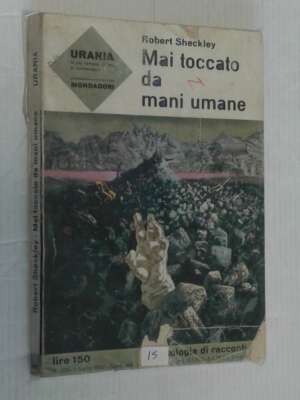 Robert Sheckley
Mai toccato
da
mani umane
URANIA
MONDADORI
URANIA
Robert Sheckley - Mai toccato da mani umane
lire 150
15
di racconti